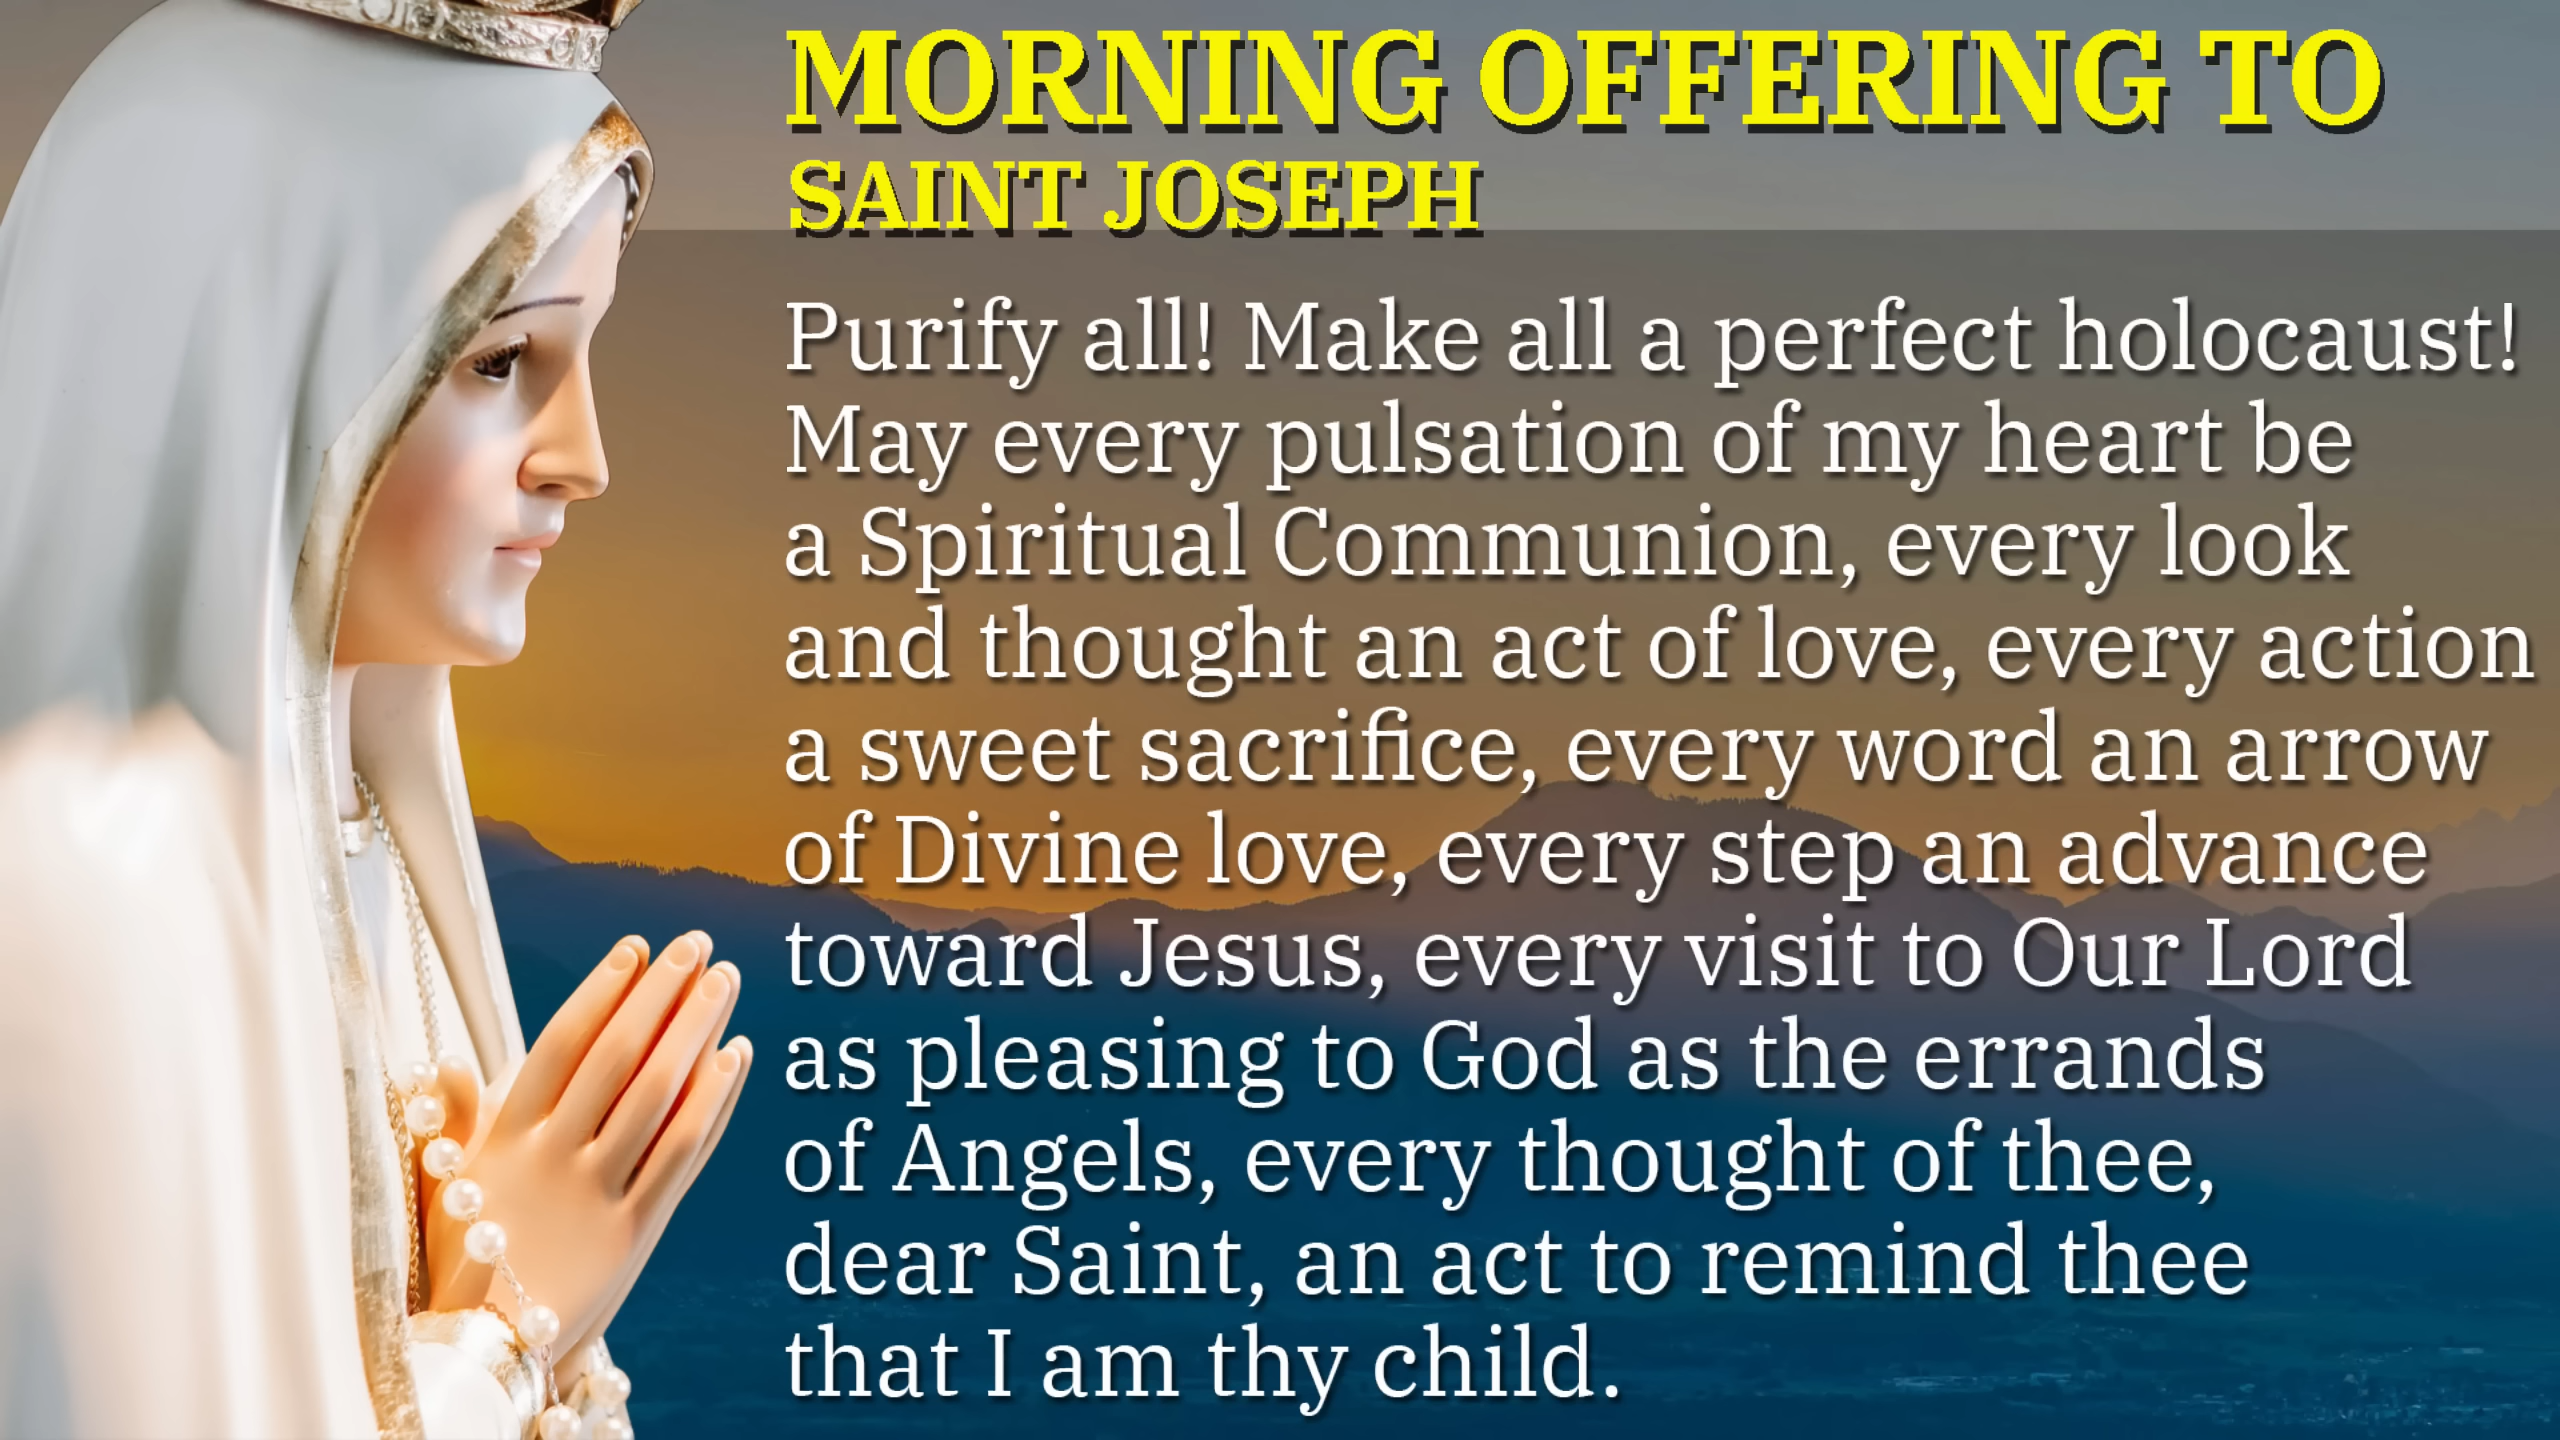 MORNING OFFERING TO
SAINT JOSEPH
Purify all! Make all a perfect holocaust!
May every pulsation of my heart be
a Spiritual Communion, every look
and thought an act of love, every action
a sweet sacrifice, every word an arrow
of Divine love, every step an advance
toward Jesus, every visit to Our Lord
as pleasing to God as the errands
of Angels, every thought of thee,
dear Saint, an act to remind thee
that I am thy child.